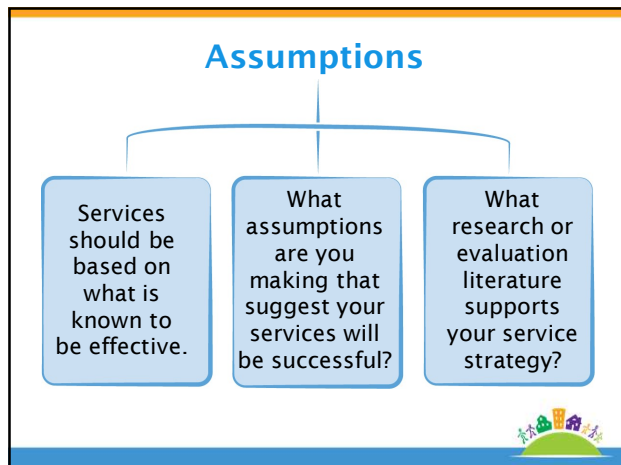 Assumptions
Services
should be
based on
what is
known to
be effective.
What
assumptions
are you
making that
suggest your
services will
be successful?
What
research or
evaluation
literature
supports
your service
strategy?